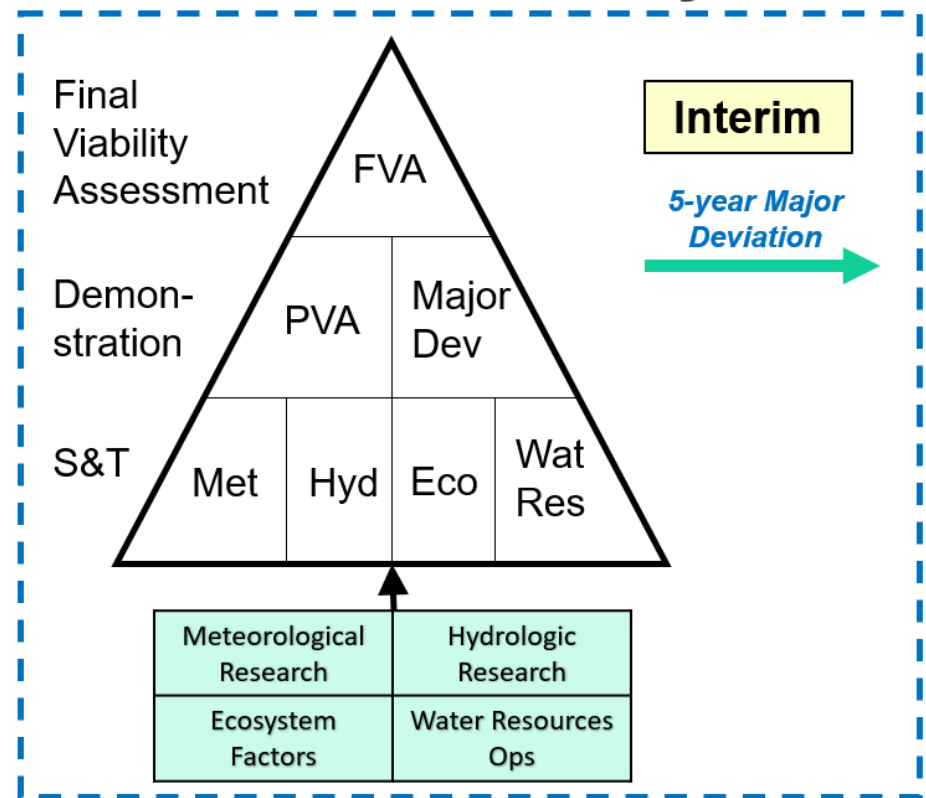 Final
Viability
Assessment
FVA
Interim
5-year Major
Deviation
Demon-
stration
PVA
Major
Dev
S&T
Met
Hyd
Eco
Wat
Res
Meteorological
Research
Hydrologic
Research
Ecosystem
Factors
Water Resources
Ops